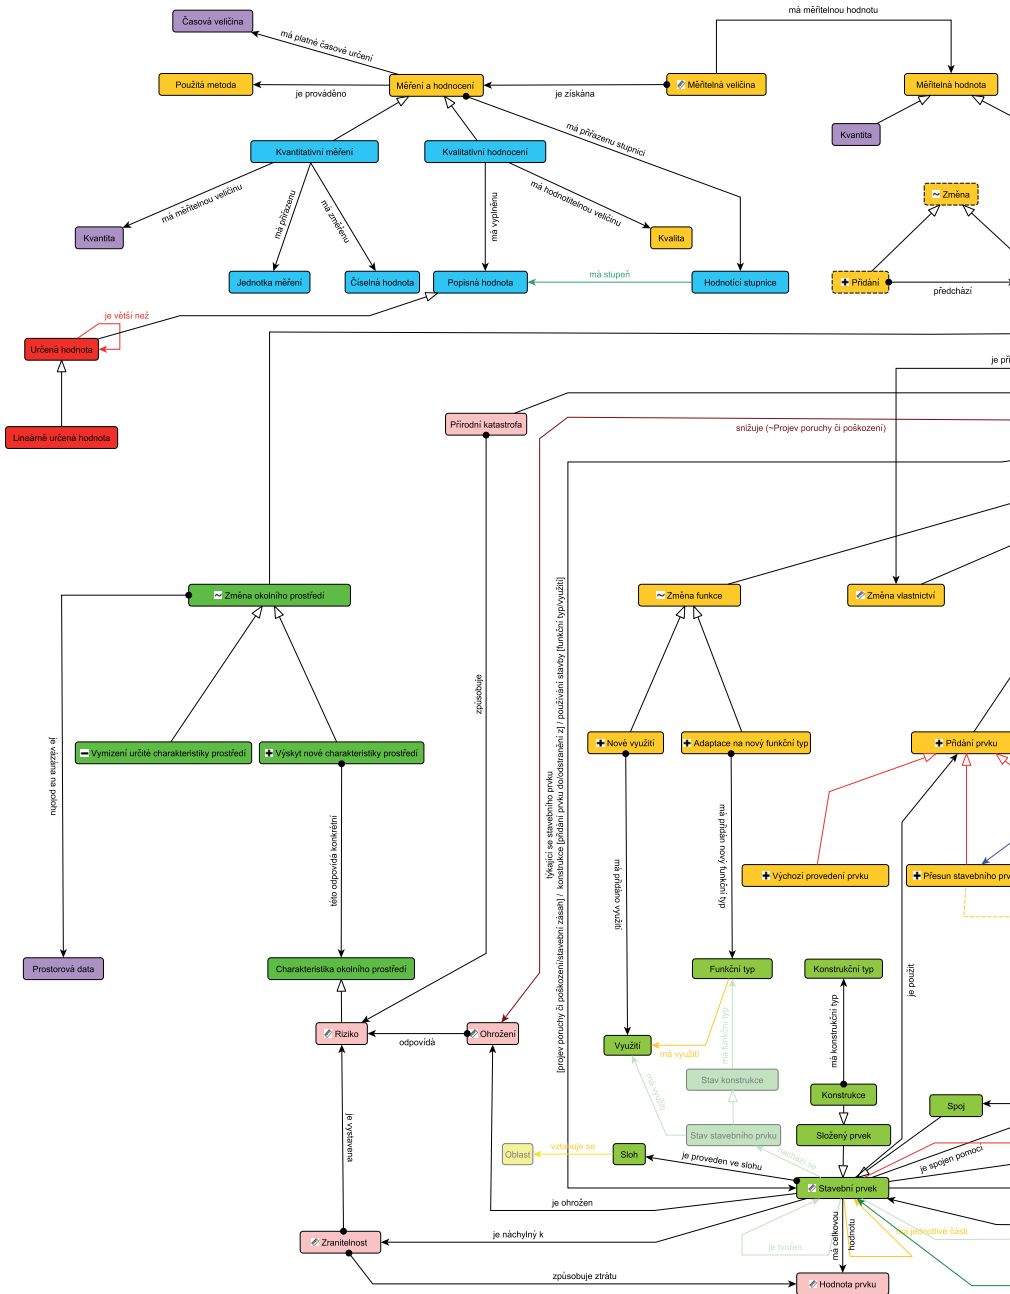 má měřitelnou hodnotu
Časová veličina
má platné časové určení
Použitá metoda
je prováděno
Měření a hodnocení
je získána
Měřitelná veličina
Měřitelná hodnota
má přiřazenu stupnici
Kvantita
Kvantitativní měření
Kvalitativní hodnocení
má měřitelnou veličinu
má přiřazenu
má změřenu
má vyplněnu
má hodnotitelnou veličinu
Změna
Kvantita
Kvalita
Jednotka měření
Číselná hodnota
Popisná hodnota
má stupeň
Hodnotící stupnice
Přidání
předchází
je větší než
Určená hodnota
je při
Přírodní katastrofa
snižuje (~Projev poruchy či poškození)
Lineárně určená hodnota
Změna okolního prostředí
Změna funkce
Změna vlastnictví
způsobuje
týkající se stavebního prvku
[projev poruchy či poškození/stavební zásah] / konstrukce [přidání prvku do/odstranění z] / používání stavby [funkční typ/využití]
je vázána na polohu
Vymizení určité charakteristiky prostředí
Výskyt nové charakteristiky prostředí
Nové využití
Adaptace na nový funkční typ
Přidání prvku
této odpovídá konkrétní
má přidáno využití
má přidán nový funkční typ
Výchozí provedení prvku
Přesun stavebního prv
Prostorová data
Charakteristika okolního prostředí
Funkční typ
Konstrukční typ
je použit
Riziko
odpovídá
Ohrožení
Využití
má využití
má funkční typ
má konstrukční typ
Stav konstrukce
má využití
Konstrukce
Spoj
je vystavena
Stav stavebního prvku
Složený prvek
Oblast
vztahuje se
Sloh
je proveden ve slohu
nachází se
je spojen pomocí
Stavební prvek
je ohrožen
má jednotlivé části
Zranitelnost
je náchylný k
je tvořen
má celkovou
hodnotu
způsobuje ztrátu
Hodnota prvku